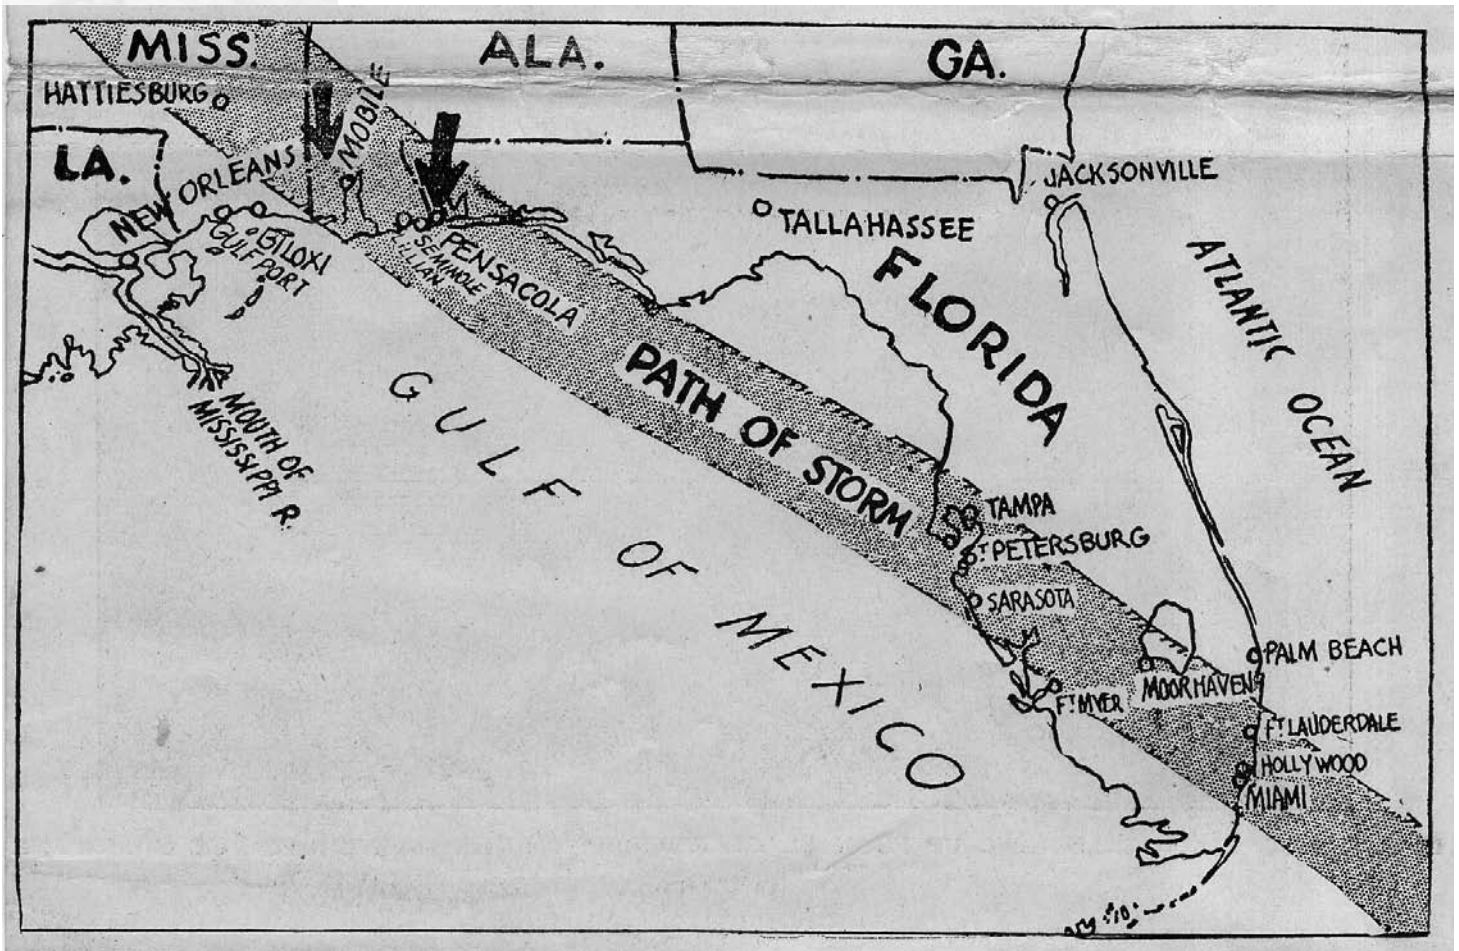 MISS.
ALA.
GA.
HATTIESBURG
MOBILE
LA.
NEW ORLEANS
JACKSONVILLE
TALLAHASSEE
BILOXI
GULFPORT
PENSACOLA
SEMINOLE
LILLIAN
FLORIDA
ATLANTIC OCEAN
PATH OF STORM
MOUTH OF
MISSISSIPPI R.
GULF OF MEXICO
TAMPA
ST PETERSBURG
SARASOTA
PALM BEACH
MOORHAVEN
FT MYER
FT LAUDERDALE
HOLLYWOOD
MIAMI